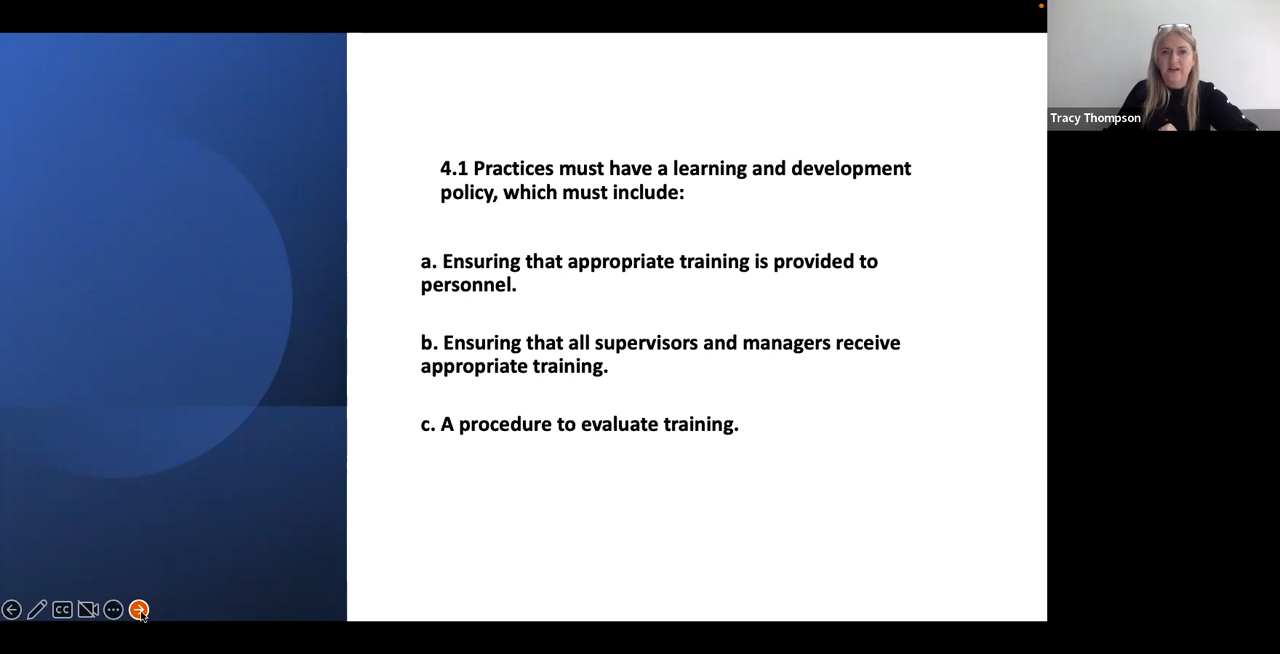 4.1 Practices must have a learning and development
policy, which must include:
a. Ensuring that appropriate training is provided to
personnel.
b. Ensuring that all supervisors and managers receive
appropriate training.
c. A procedure to evaluate training.
Tracy Thompson
CC